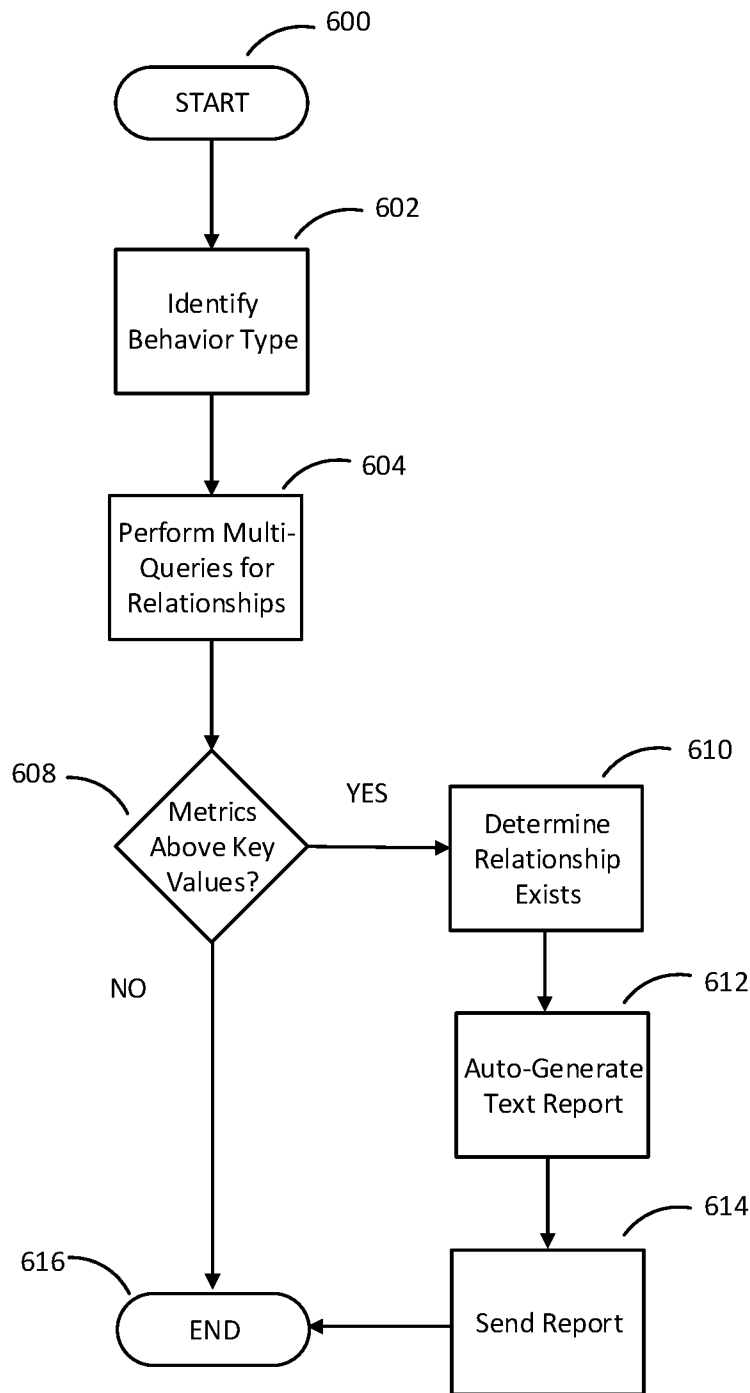 600
START
602
Identify
Behavior Type
604
Perform Multi-
Queries for
Relationships
608
Metrics
Above Key
Values?
YES
610
Determine
Relationship
Exists
NO
612
Auto-Generate
Text Report
614
Send Report
616
END